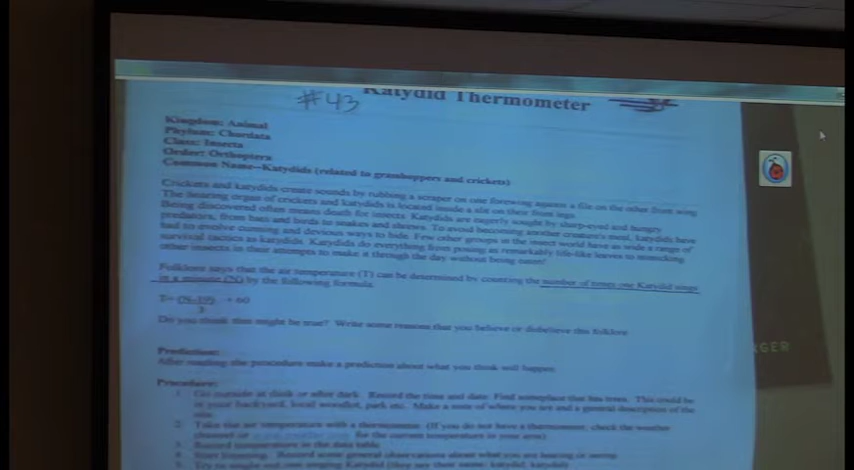 #43
Katydid Thermometer
Kingdom: Animal
Phylum: Chordata
Class: Insecta
Order: Orthoptera
Common Name--Katydids (related to grasshoppers and crickets)
Crickets and katydids create sounds by rubbing a scraper on one forewing against a file on the other front wing.
The hearing organ of crickets and katydids is located inside a slit on their front legs.
Being discovered often means death for insects. Katydids are eagerly sought by sharp-eyed and hungry
predators, from bats and birds to snakes and shrews. To avoid becoming another creature's meal, katydids have
had to evolve cunning and devious ways to hide. Few other groups in the insect world have as wide a range of
survival tactics as katydids. Katydids do everything from posing as remarkably life-like leaves to mimicking
other insects in their attempts to make it through the day without being eaten!
Folklore says that the air temperature (T) can be determined by counting the number of times one Katydid sings
in a minute (N) by the following formula.
T= (N-19) + 60
3
Do you think this might be true? Write some reasons that you believe or disbelieve this folklore
Prediction:
After reading the procedure make a prediction about what you think will happen.
Procedure:
1. Go outside at dusk or after dark. Record the time and date. Find someplace that has trees. This could be
in your backyard, local woodlot, park etc. Make a note of where you are and a general description of the
site.
2. Take the air temperature with a thermometer. (If you do not have a thermometer, check the weather
channel or for the current temperature in your area)
3. Record temperature in the data table
4. Start listening. Record some general observations about what you are hearing or seeing
5. Try to single out one singing Katydid (they say their name: katydid, katydid)
RGER